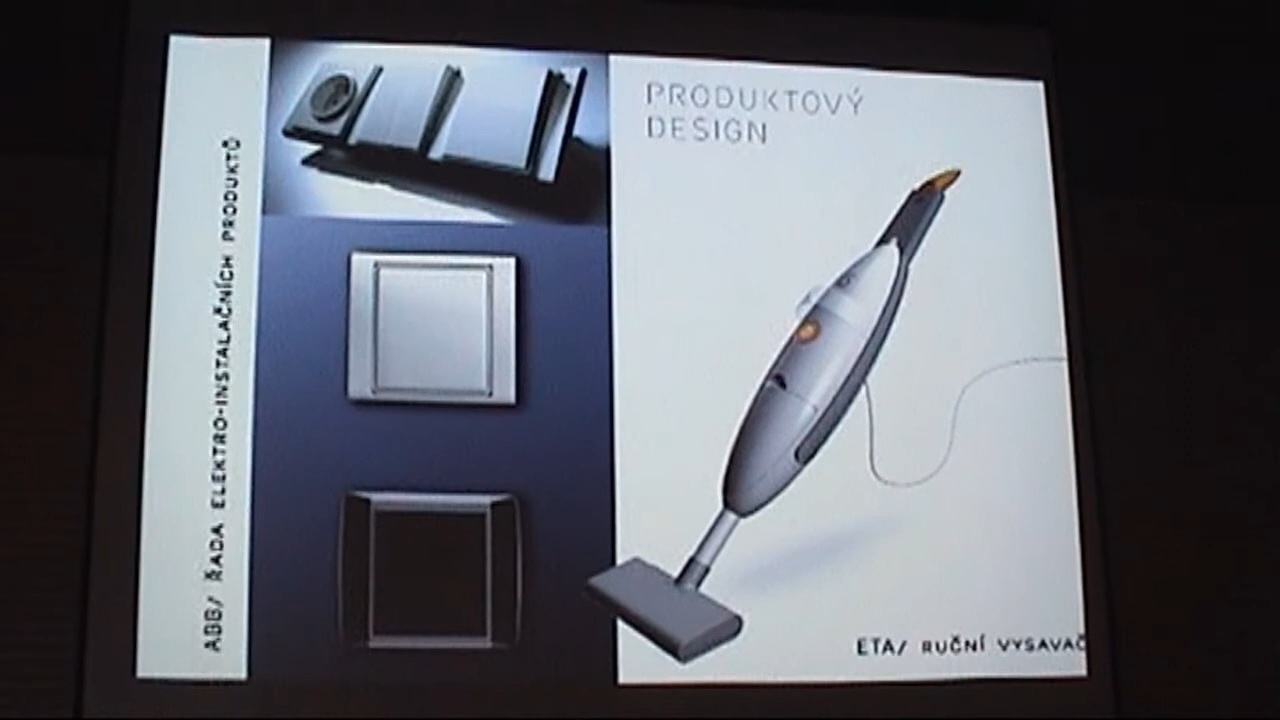 PRODUKTOVÝ
DESIGN
ABB/ ŘADA ELEKTRO-INSTALAČNÍCH PRODUKTŮ
ETA/ RUČNÍ VYSAVAČ